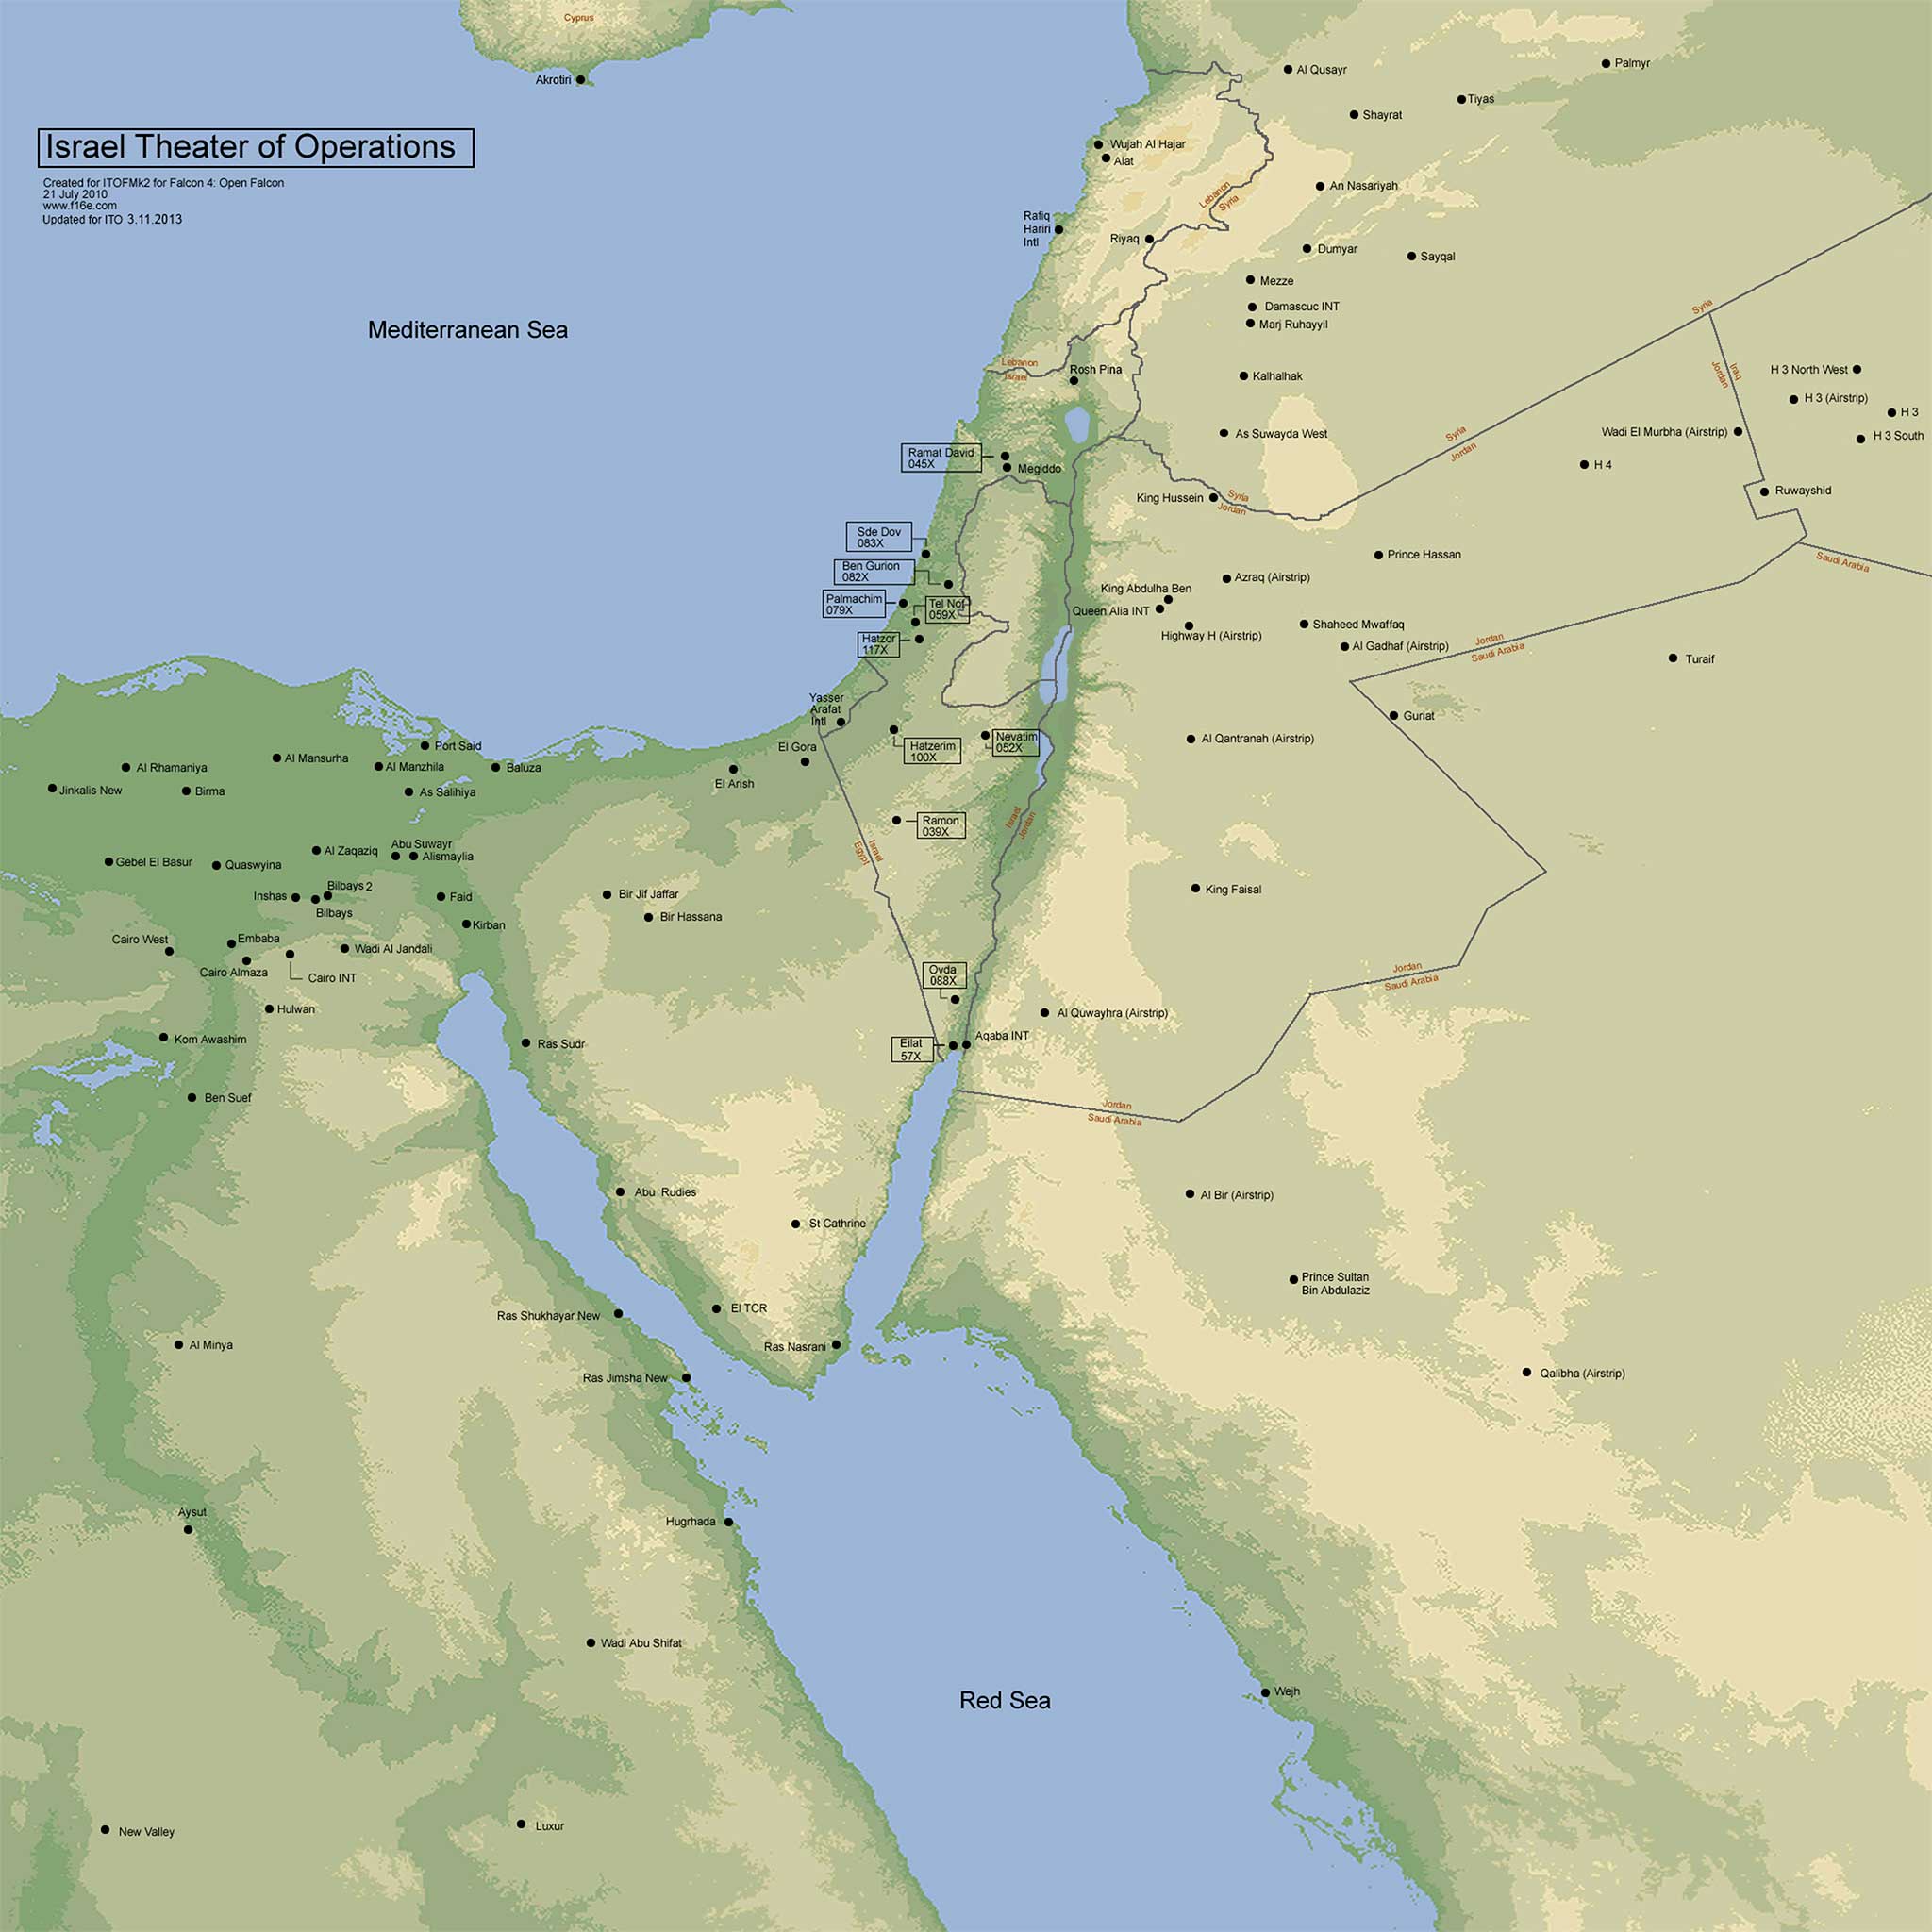 Cyprus
Akrotiri
Al Qusayr
Palmyr
Tiyas
Shayrat
Israel Theater of Operations
Created for ITOFMk2 for Falcon 4: Open Falcon
21 July 2010
www.f16e.com
Updated for ITO 3.11.2013
Wujah Al Hajar
Alat
An Nasariyah
Lebanon
Syria
Rafiq
Hariri
Intl
Riyaq
Dumyar
Sayqal
Mezze
Damascuc INT
Marj Ruhayyil
Mediterranean Sea
Syria
Lebanon
Israel
Rosh Pina
Kalhalhak
Iraq
Jordan
H 3 North West
H 3 (Airstrip)
H 3
H 3 South
Wadi El Murbha (Airstrip)
As Suwayda West
Syria
Jordan
Ramat David
045X
Megiddo
H 4
King Hussein
Syria
Jordan
Ruwayshid
Sde Dov
083X
Prince Hassan
Saudi Arabia
Ben Gurion
082X
Azraq (Airstrip)
King Abdulha Ben
Palmachim
079X
Tel Nof
059X
Queen Alia INT
Highway H (Airstrip)
Shaheed Mwaffaq
Al Gadhaf (Airstrip)
Hatzor
117X
Jordan
Saudi Arabia
Turaif
Yasser
Arafat
Intl
Guriat
Hatzerim
100X
Nevatim
052X
Al Qantranah (Airstrip)
El Gora
El Arish
Port Said
Al Mansurha
Al Manzhila
Baluza
Al Rhamaniya
Jinkalis New
Birma
As Salihiya
Ramon
039X
Israel
Jordan
Israel
Egypt
Al Zaqaziq
Abu Suwayr
Alismaylia
Gebel El Basur
Quaswyina
Bilbays 2
Inshas
Bilbays
Faid
Kirban
Bir Jif Jaffar
Bir Hassana
King Faisal
Cairo West
Embaba
Wadi Al Jandali
Cairo Almaza
Cairo INT
Ovda
088X
Jordan
Saudi Arabia
Hulwan
Al Quwayhra (Airstrip)
Kom Awashim
Ras Sudr
Eilat
57X
Aqaba INT
Ben Suef
Jordan
Saudi Arabia
Abu Rudies
Al Bir (Airstrip)
St Cathrine
Prince Sultan
Bin Abdulaziz
El TCR
Ras Shukhayar New
Al Minya
Ras Nasrani
Ras Jimsha New
Qalibha (Airstrip)
Aysut
Hugrhada
Wadi Abu Shifat
Red Sea
Wejh
Luxur
New Valley